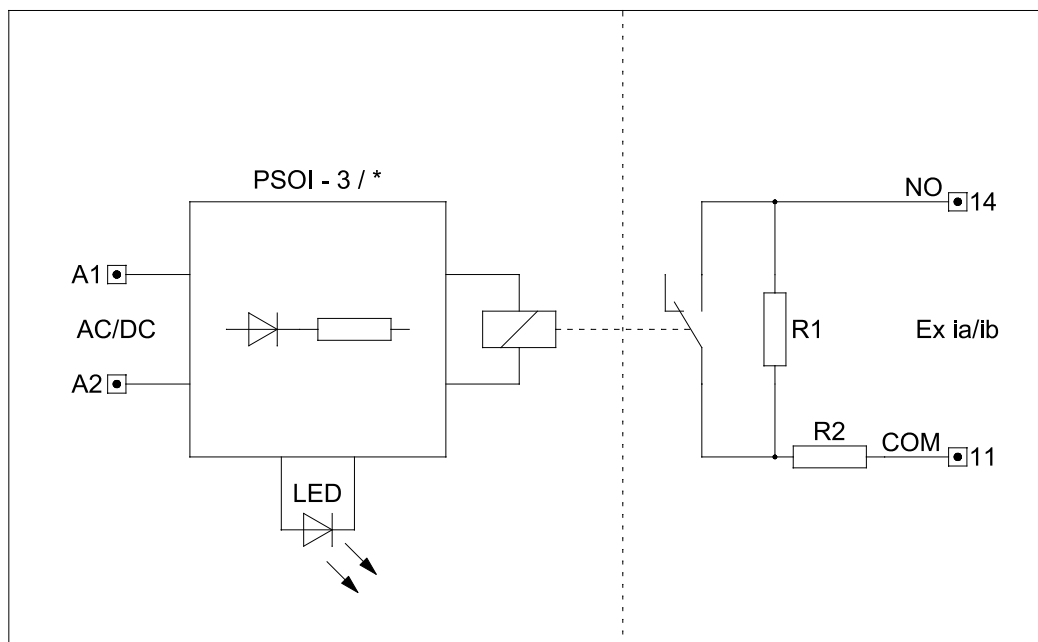 PSOI - 3 / *
NO
14
A1
AC/DC
A2
R1
Ex ia/ib
R2
COM
11
LED